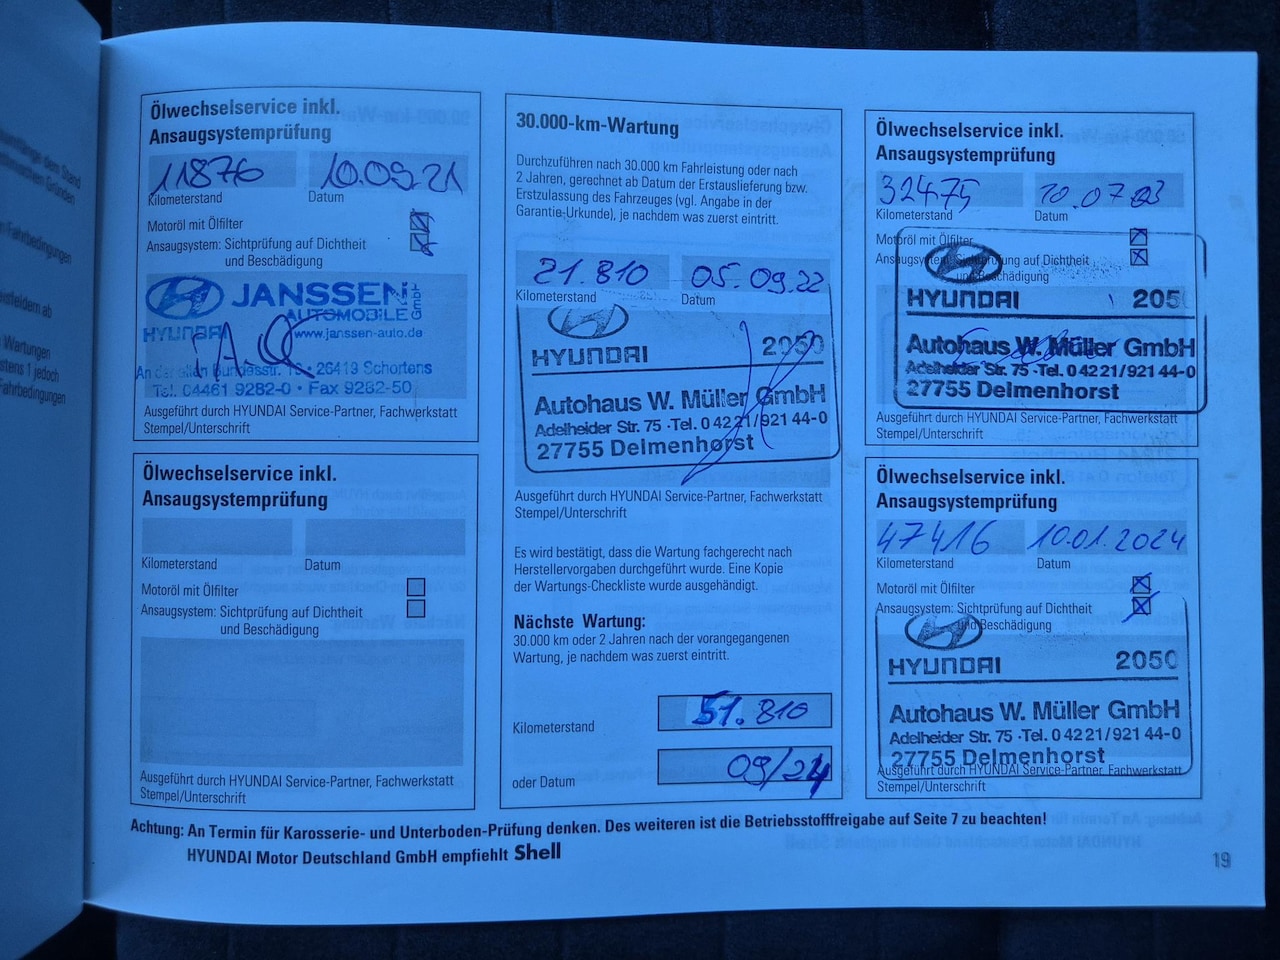 Ölwechselservice inkl.
Ansaugsystemprüfung
11876 10.09.21
Kilometerstand Datum
Motoröl mit Ölfilter
Ansaugsystem: Sichtprüfung auf Dichtheit
und Beschädigung
JANSSEN GmbH
AUTOMOBILE
HYUNDAI www.janssen-auto.de
26419 Schortens
Tel. 04461 9282-0 • Fax 9282-50
Ausgeführt durch HYUNDAI Service-Partner, Fachwerkstatt
Stempel/Unterschrift
Ölwechselservice inkl.
Ansaugsystemprüfung
Kilometerstand Datum
Motoröl mit Ölfilter
Ansaugsystem: Sichtprüfung auf Dichtheit
und Beschädigung
Ausgeführt durch HYUNDAI Service-Partner, Fachwerkstatt
Stempel/Unterschrift
30.000-km-Wartung
Durchzuführen nach 30.000 km Fahrleistung oder nach
2 Jahren, gerechnet ab Datum der Erstauslieferung bzw.
Erstzulassung des Fahrzeuges (vgl. Angabe in der
Garantie-Urkunde), je nachdem was zuerst eintritt.
21.810 05.09.22
Kilometerstand Datum
HYUNDAI 2050
Autohaus W. Müller GmbH
Adelheider Str. 75 · Tel. 0 42 21/921 44-0
27755 Delmenhorst
Ausgeführt durch HYUNDAI Service-Partner, Fachwerkstatt
Stempel/Unterschrift
Es wird bestätigt, dass die Wartung fachgerecht nach
Herstellervorgaben durchgeführt wurde. Eine Kopie
der Wartungs-Checkliste wurde ausgehändigt.
Nächste Wartung:
30.000 km oder 2 Jahren nach der vorangegangenen
Wartung, je nachdem was zuerst eintritt.
Kilometerstand 51.810
oder Datum 09/24
Ölwechselservice inkl.
Ansaugsystemprüfung
32475 10.07.23
Kilometerstand Datum
Motoröl mit Ölfilter
Ansaugsystem: Sichtprüfung auf Dichtheit
und Beschädigung
HYUNDAI 205
Autohaus W. Müller GmbH
Adelheider Str. 75 · Tel. 0 42 21/921 44-0
27755 Delmenhorst
Ausgeführt durch HYUNDAI Service-Partner, Fachwerkstatt
Stempel/Unterschrift
Ölwechselservice inkl.
Ansaugsystemprüfung
47416 10.01.2024
Kilometerstand Datum
Motoröl mit Ölfilter
Ansaugsystem: Sichtprüfung auf Dichtheit
und Beschädigung
HYUNDAI 2050
Autohaus W. Müller GmbH
Adelheider Str. 75 · Tel. 0 42 21/921 44-0
27755 Delmenhorst
Ausgeführt durch HYUNDAI Service-Partner, Fachwerkstatt
Stempel/Unterschrift
Achtung: An Termin für Karosserie- und Unterboden-Prüfung denken. Des weiteren ist die Betriebsstofffreigabe auf Seite 7 zu beachten!
HYUNDAI Motor Deutschland GmbH empfiehlt Shell
19